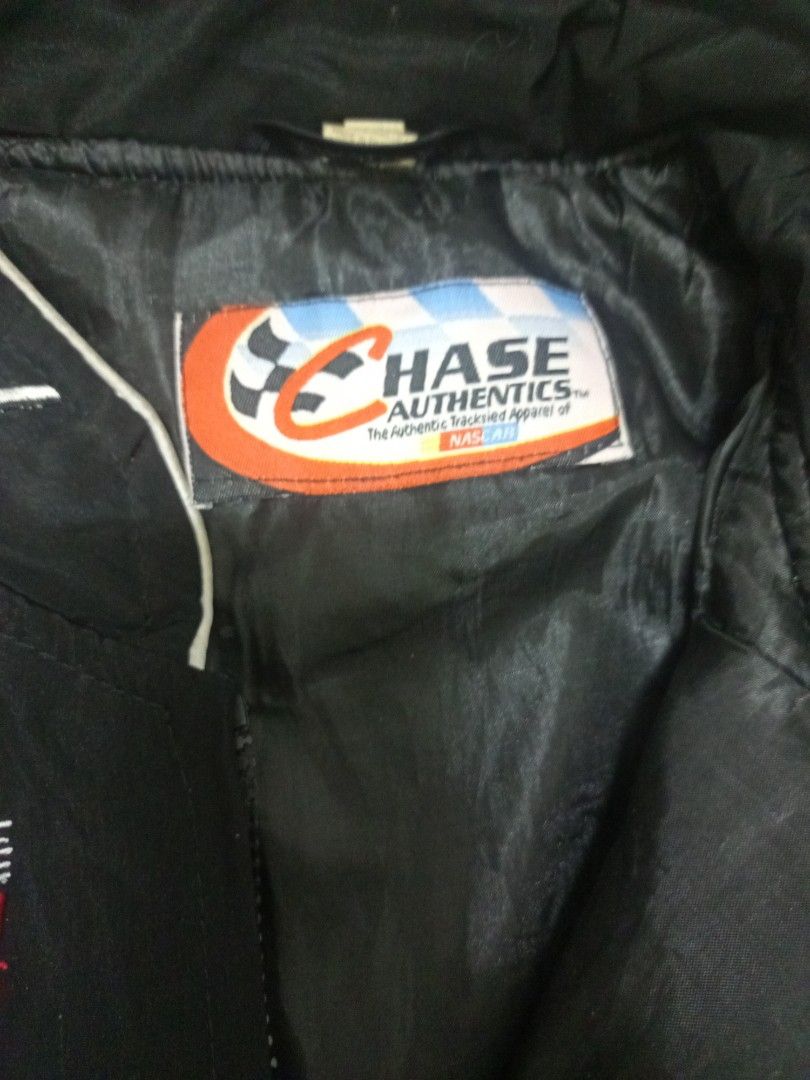 CHASE
AUTHENTICS™
The Authentic Trackside Apparel of
NASCAR